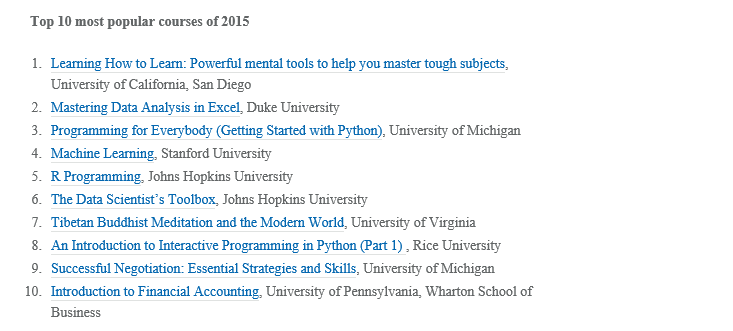 Top 10 most popular courses of 2015
1. Learning How to Learn: Powerful mental tools to help you master tough subjects,
University of California, San Diego
2. Mastering Data Analysis in Excel, Duke University
3. Programming for Everybody (Getting Started with Python), University of Michigan
4. Machine Learning, Stanford University
5. R Programming, Johns Hopkins University
6. The Data Scientist's Toolbox, Johns Hopkins University
7. Tibetan Buddhist Meditation and the Modern World, University of Virginia
8. An Introduction to Interactive Programming in Python (Part 1) , Rice University
9. Successful Negotiation: Essential Strategies and Skills, University of Michigan
10. Introduction to Financial Accounting, University of Pennsylvania, Wharton School of
Business